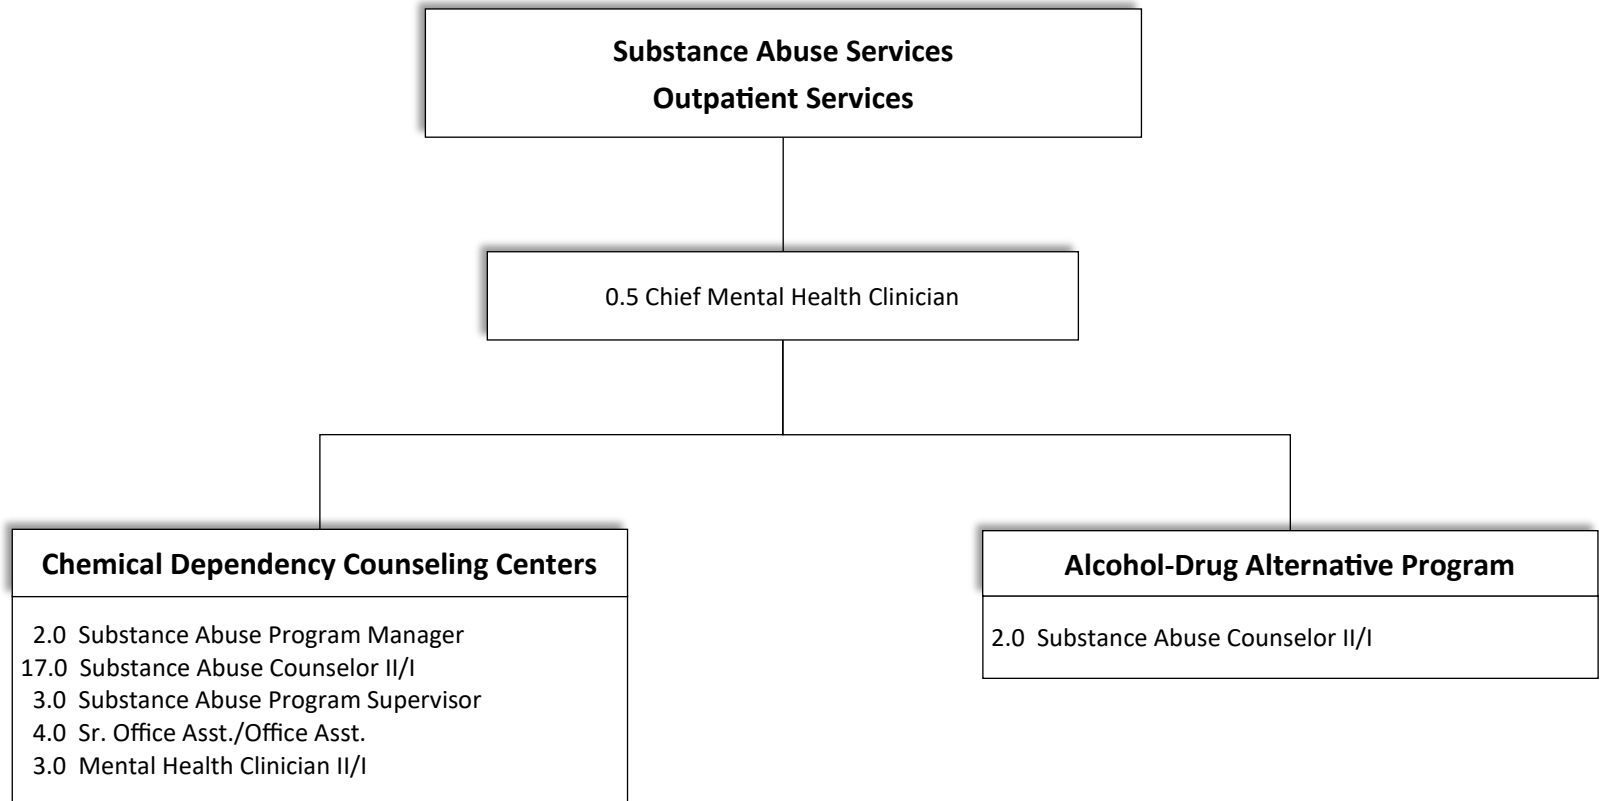 Substance Abuse Services
Outpatient Services
0.5 Chief Mental Health Clinician
Chemical Dependency Counseling Centers
2.0 Substance Abuse Program Manager
17.0 Substance Abuse Counselor II/I
3.0 Substance Abuse Program Supervisor
4.0 Sr. Office Asst./Office Asst.
3.0 Mental Health Clinician II/I
Alcohol-Drug Alternative Program
2.0 Substance Abuse Counselor II/I